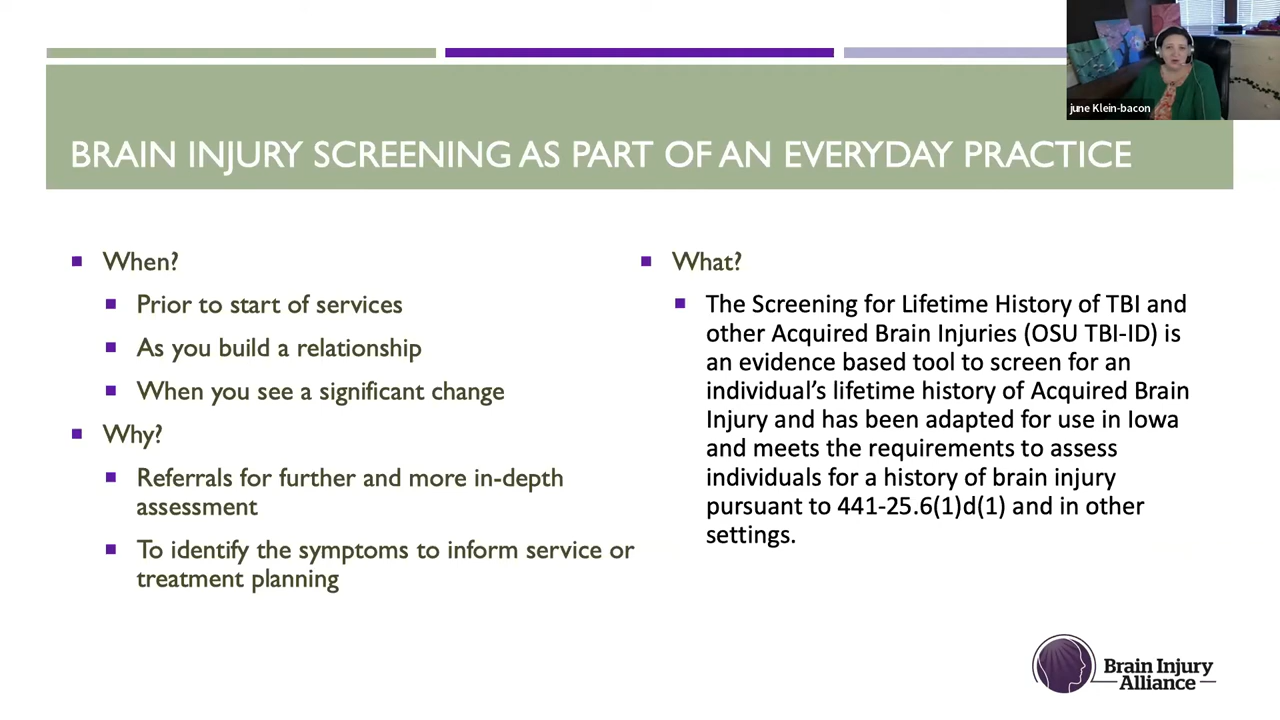 june Klein-bacon
BRAIN INJURY SCREENING AS PART OF AN EVERYDAY PRACTICE
When?
Prior to start of services
As you build a relationship
When you see a significant change
Why?
Referrals for further and more in-depth
assessment
To identify the symptoms to inform service or
treatment planning
What?
The Screening for Lifetime History of TBI and
other Acquired Brain Injuries (OSU TBI-ID) is
an evidence based tool to screen for an
individual’s lifetime history of Acquired Brain
Injury and has been adapted for use in Iowa
and meets the requirements to assess
individuals for a history of brain injury
pursuant to 441-25.6(1)d(1) and in other
settings.
Brain Injury
Alliance